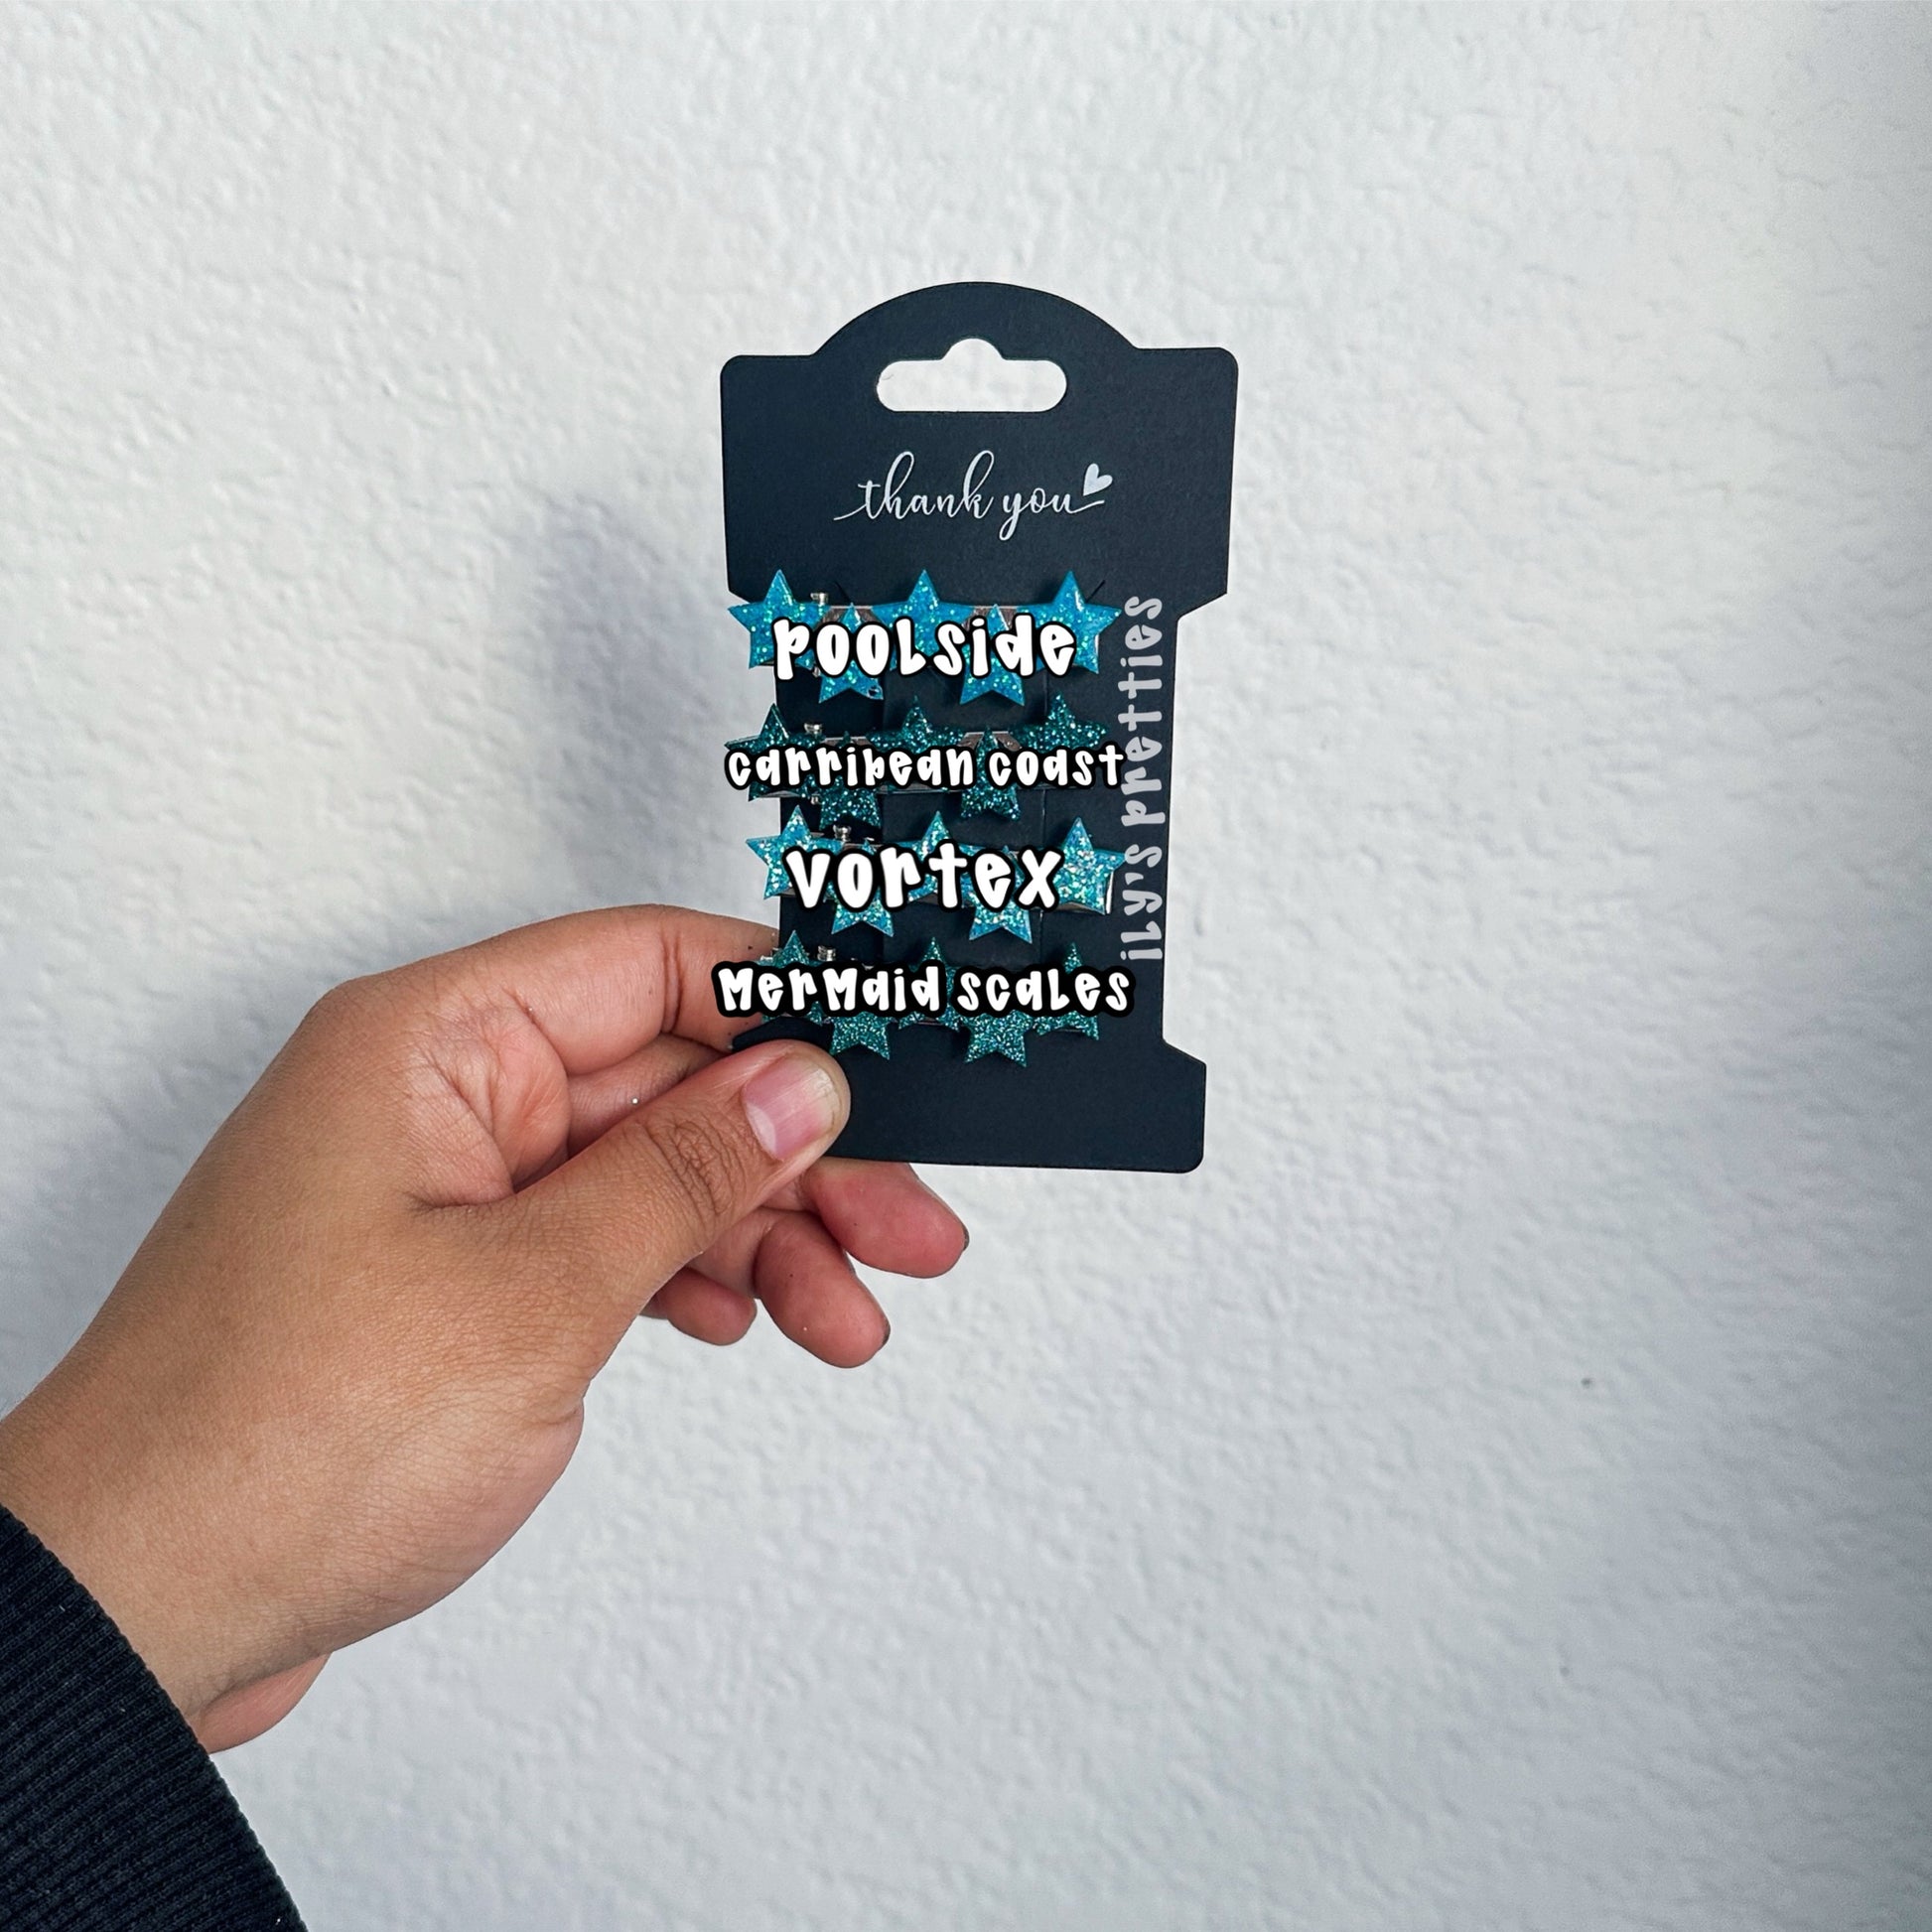 thank you
poolside
carribean coast
vortex
Mermaid scales
iLy's pretties